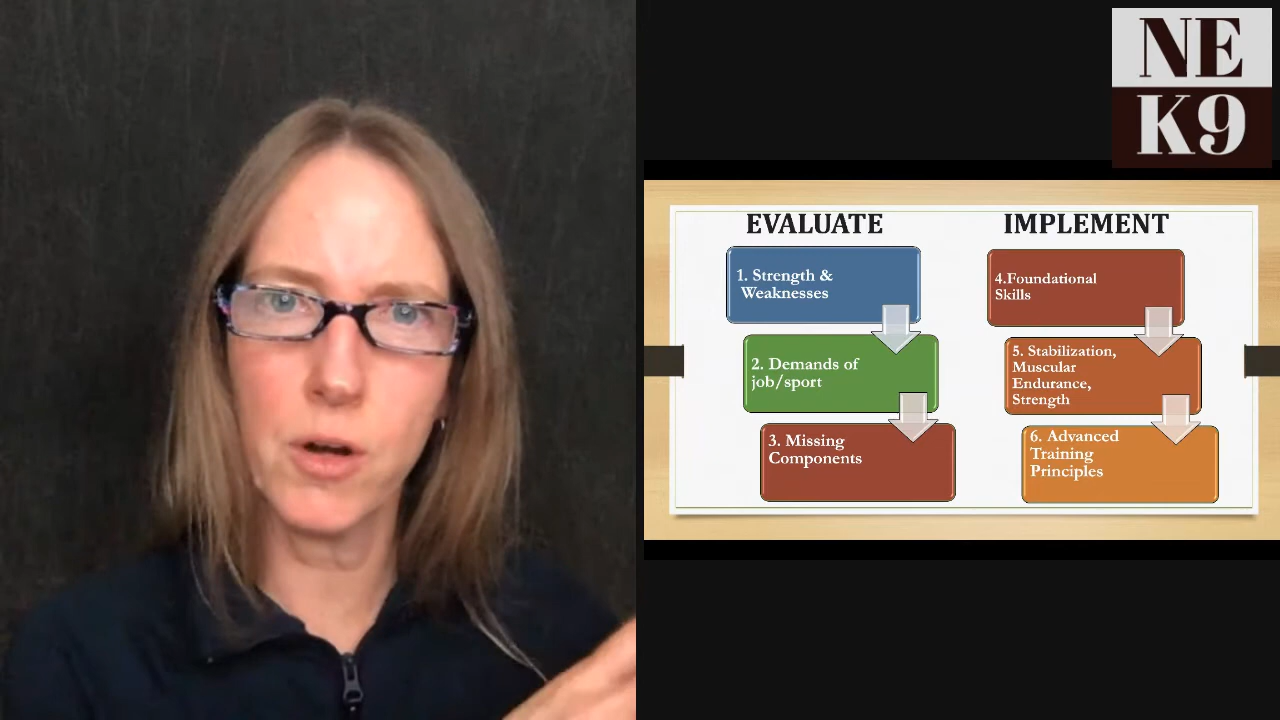 NE
K9
EVALUATE
1. Strength &
Weaknesses
2. Demands of
job/sport
3. Missing
Components
IMPLEMENT
4.Foundational
Skills
5. Stabilization,
Muscular
Endurance,
Strength
6. Advanced
Training
Principles